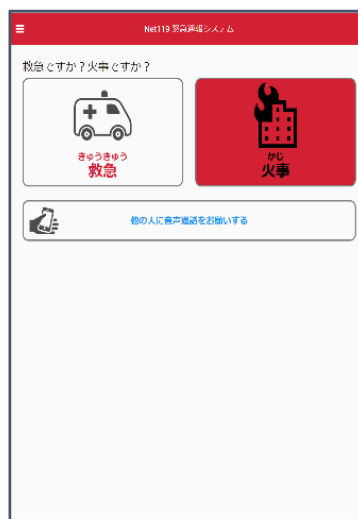 Net119 緊急通報システム
救急ですか？火事ですか？
きゅうきゅう
救急
かじ
火事
他の人に音声通話をお願いする